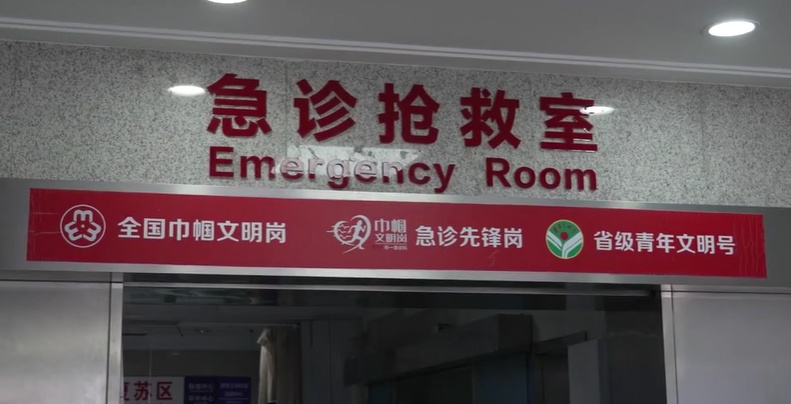 急诊抢救室
Emergency Room
全国巾帼文明岗 巾帼文明岗 急诊先锋岗 省级青年文明号
复苏区